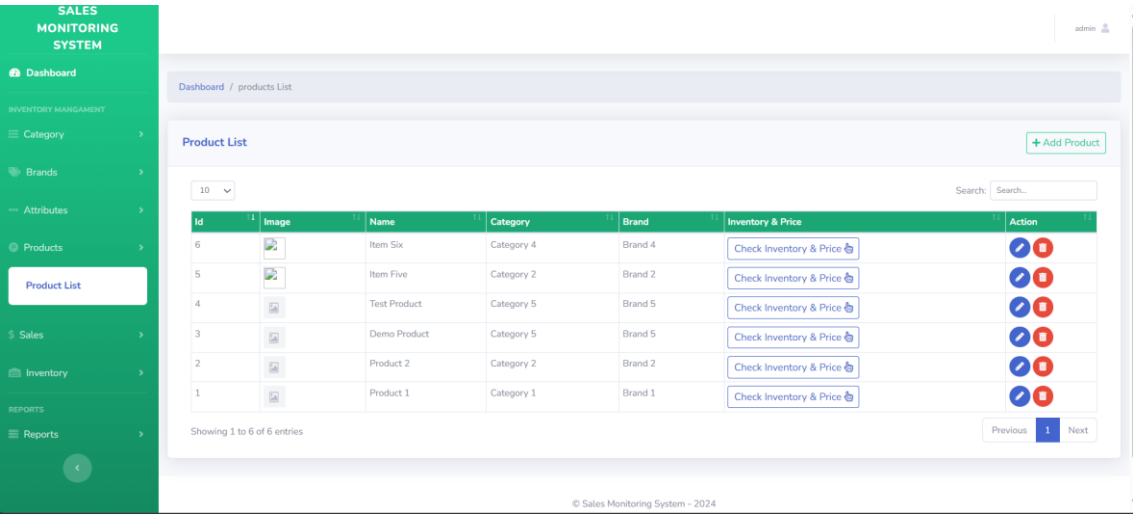 SALES
MONITORING
SYSTEM
admin
Dashboard
Dashboard / products List
INVENTORY MANGAMENT
Category
Product List
+ Add Product
Brands
10
Search: Search...
Attributes
Id Image Name Category Brand Inventory & Price Action
Products
6 Item Six Category 4 Brand 4 Check Inventory & Price
5 Item Five Category 2 Brand 2 Check Inventory & Price
Product List
4 Test Product Category 5 Brand 5 Check Inventory & Price
3 Demo Product Category 5 Brand 5 Check Inventory & Price
$ Sales
2 Product 2 Category 2 Brand 2 Check Inventory & Price
Inventory
1 Product 1 Category 1 Brand 1 Check Inventory & Price
REPORTS
Reports
Showing 1 to 6 of 6 entries
Previous 1 Next
© Sales Monitoring System - 2024